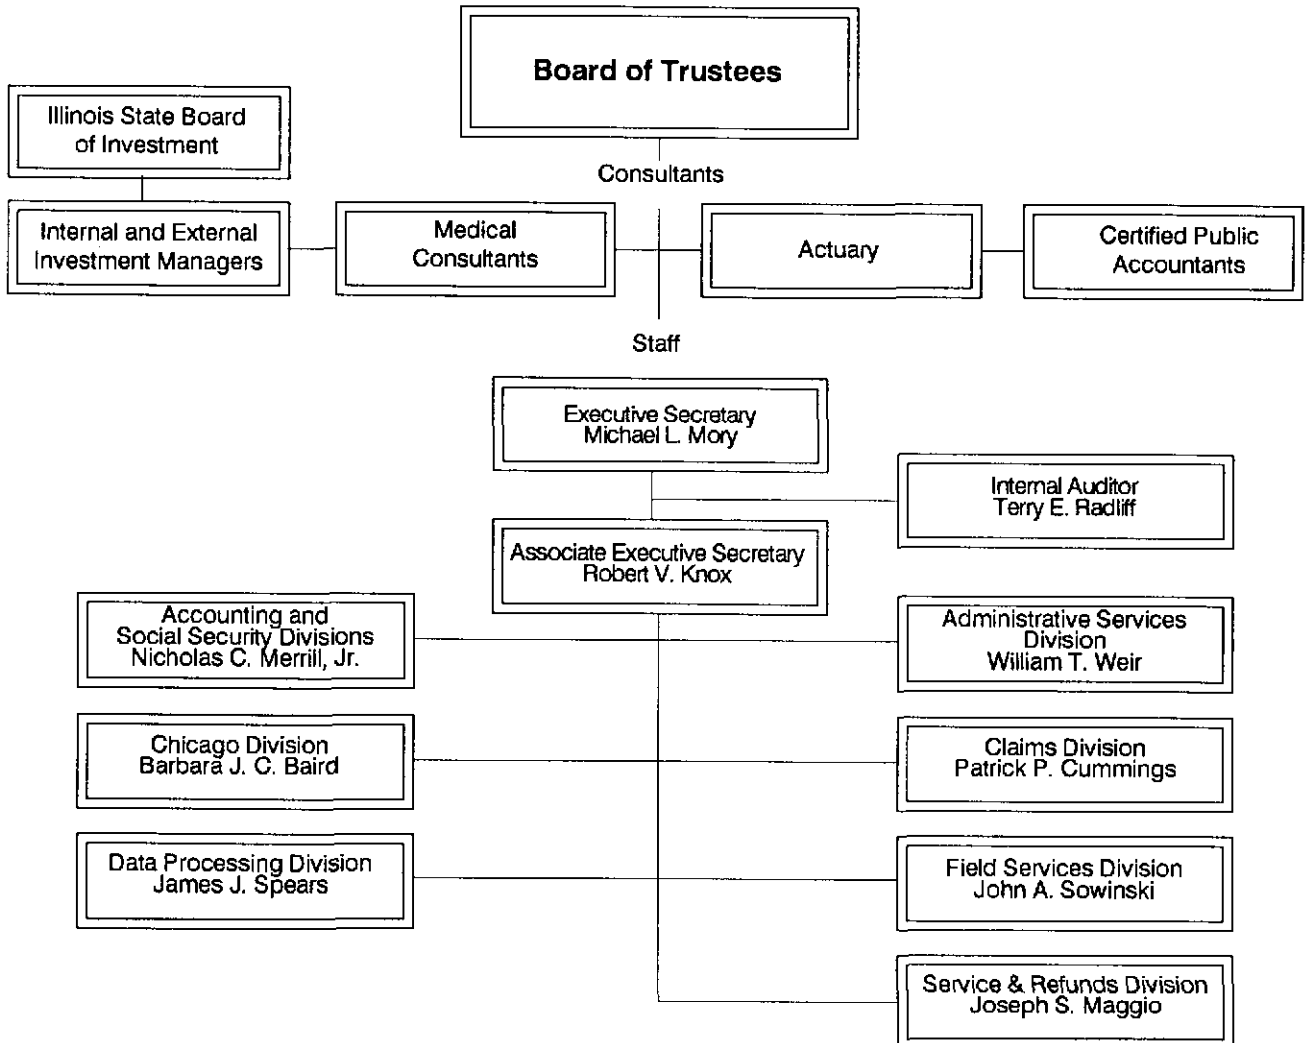 Board of Trustees
Illinois State Board
of Investment
Consultants
Internal and External
Investment Managers
Medical
Consultants
Actuary
Certified Public
Accountants
Staff
Executive Secretary
Michael L. Mory
Internal Auditor
Terry E. Radliff
Associate Executive Secretary
Robert V. Knox
Accounting and
Social Security Divisions
Nicholas C. Merrill, Jr.
Administrative Services
Division
William T. Weir
Chicago Division
Barbara J. C. Baird
Claims Division
Patrick P. Cummings
Data Processing Division
James J. Spears
Field Services Division
John A. Sowinski
Service & Refunds Division
Joseph S. Maggio